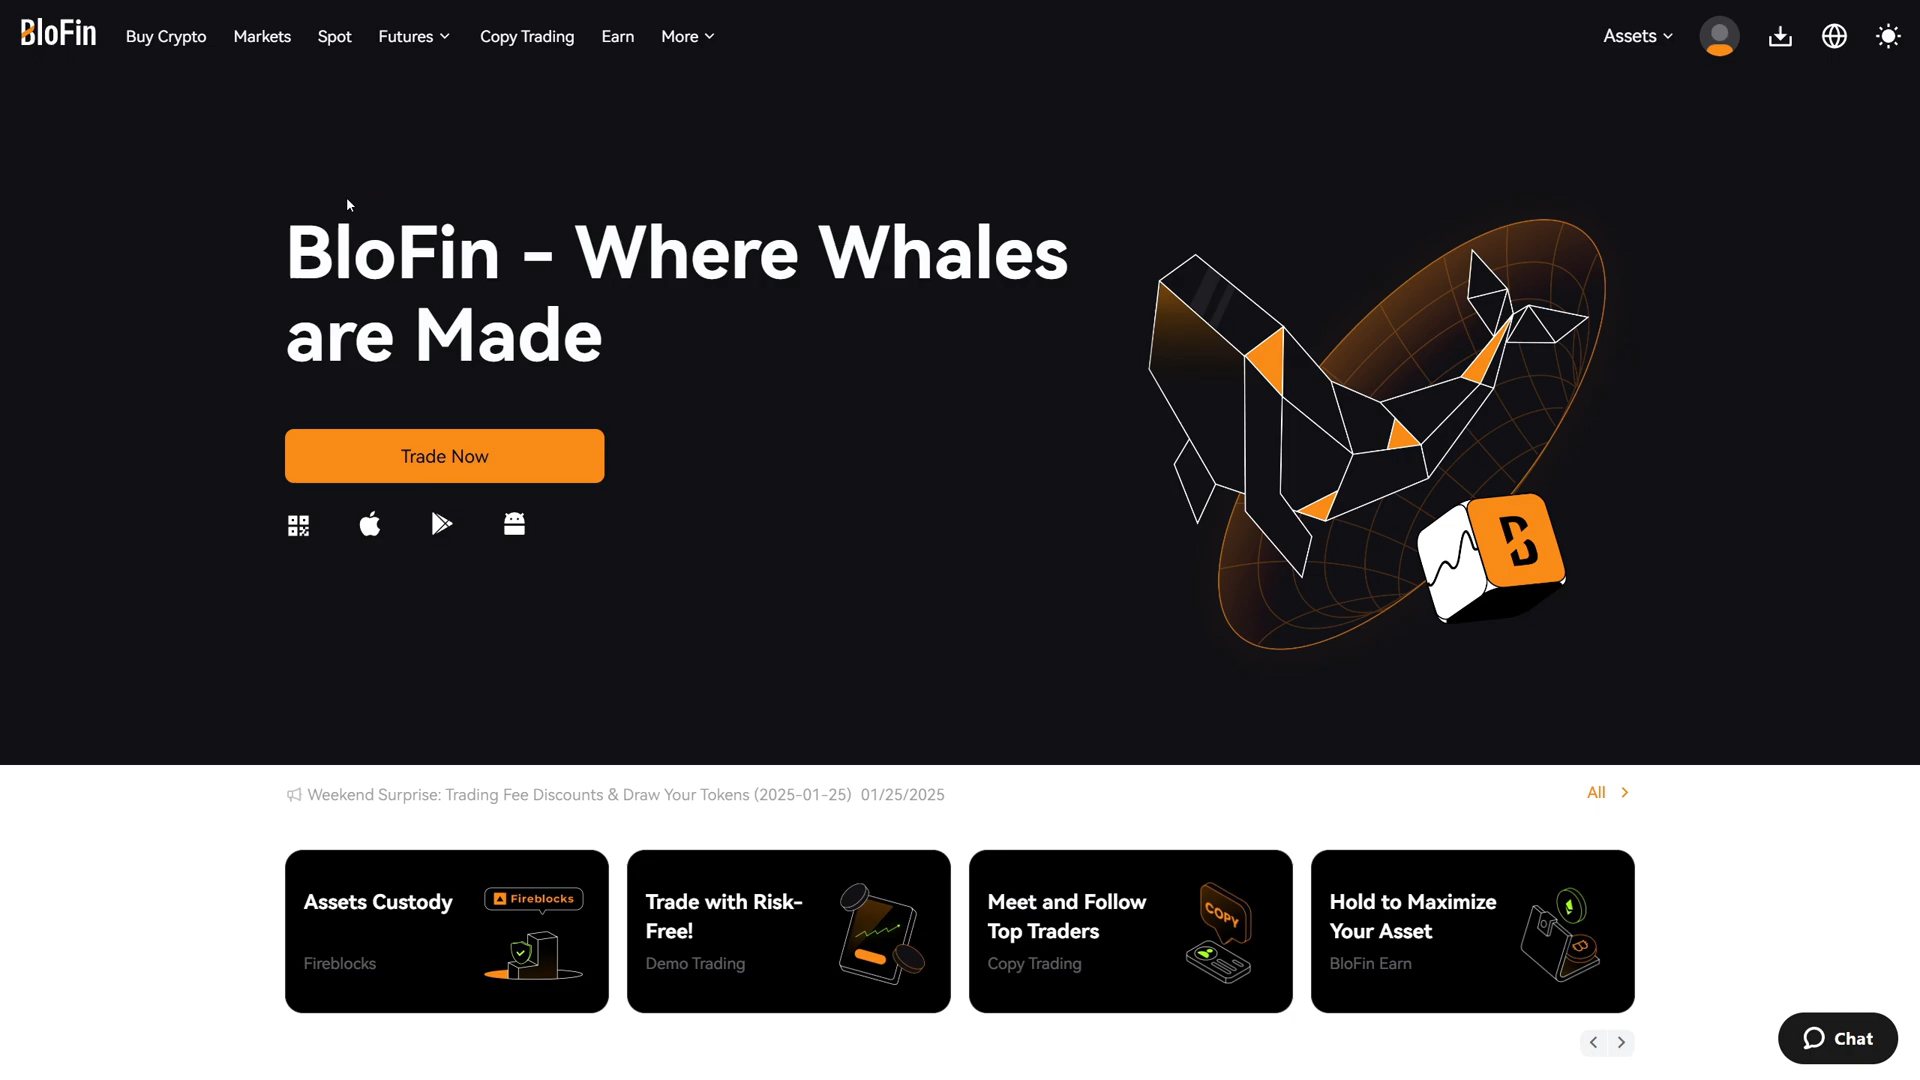 BloFin
Buy Crypto
Markets
Spot
Futures
Copy Trading
Earn
More
Assets
BloFin - Where Whales
are Made
Trade Now
B
Weekend Surprise: Trading Fee Discounts & Draw Your Tokens (2025-01-25) 01/25/2025
All
Assets Custody
Fireblocks
Fireblocks
Trade with Risk-
Free!
Demo Trading
Meet and Follow
Top Traders
Copy Trading
COPY
Hold to Maximize
Your Asset
BloFin Earn
B
Chat